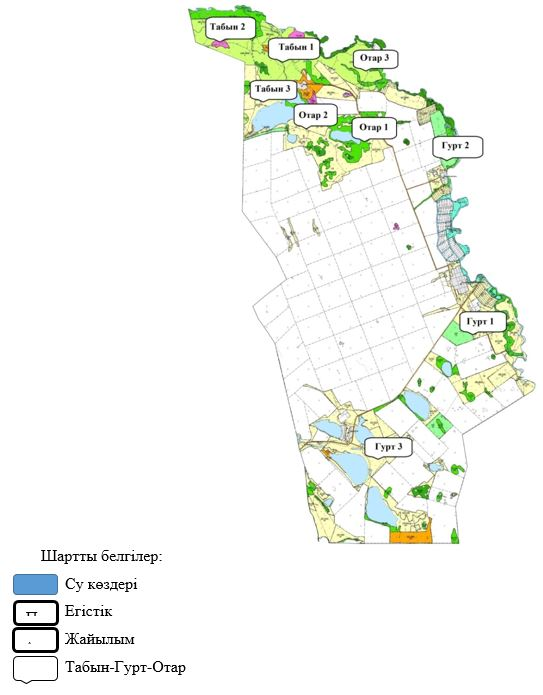 Табын 2
Табын 1
Отар 3
Табын 3
Отар 2
Отар 1
Гурт 2
Гурт 1
Гурт 3
Шартты белгілер:
Су көздері
Егістік
Жайылым
Табын-Гурт-Отар